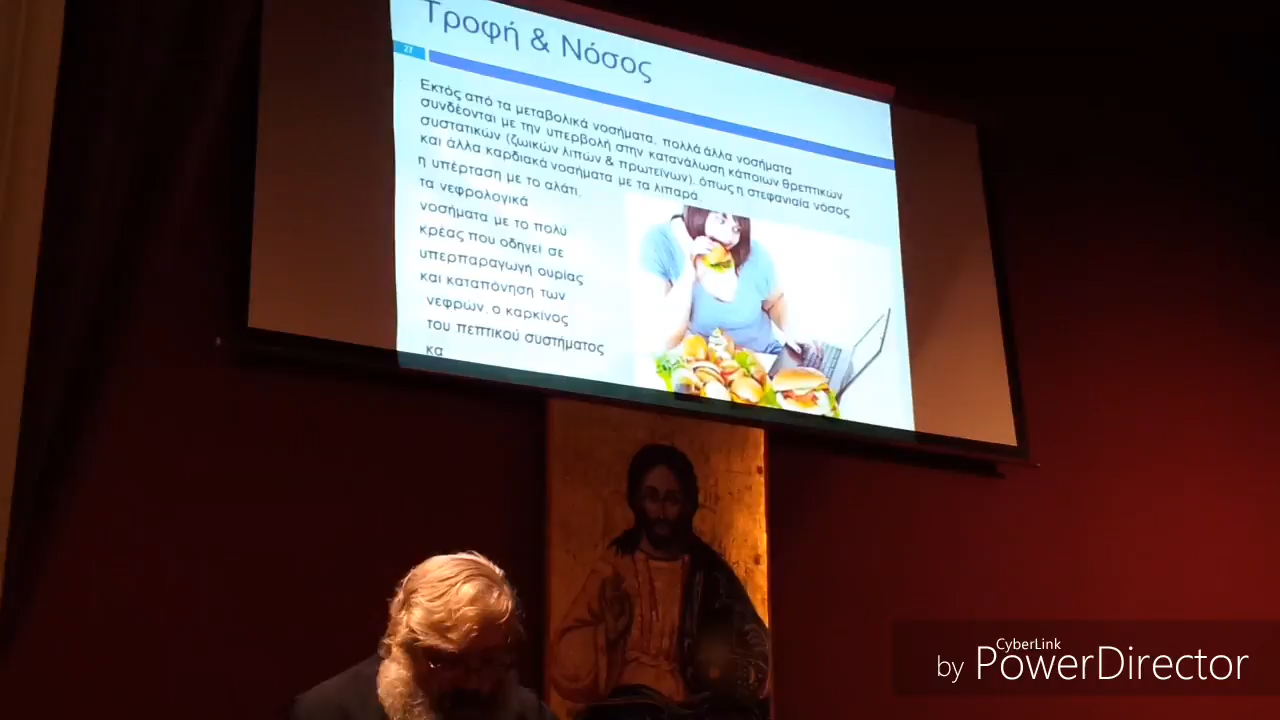 Τροφή & Νόσος
27
Εκτός από τα μεταβολικά νοσήματα, πολλά άλλα νοσήματα
συνδέονται με την υπερβολή στην κατανάλωση κάποιων θρεπτικών
συστατικών (ζωικών λιπών & πρωτεϊνων), όπως η στεφανιαία νόσος
και άλλα καρδιακά νοσήματα με τα λιπαρά,
η υπέρταση με το αλάτι,
τα νεφρολογικά
νοσήματα με το πολύ
κρέας που οδηγεί σε
υπερπαραγωγη ουρίας
και καταπόνηση των
νεφρών, ο καρκίνος
του πεπτικού συστήματος
κα
by CyberLink PowerDirector